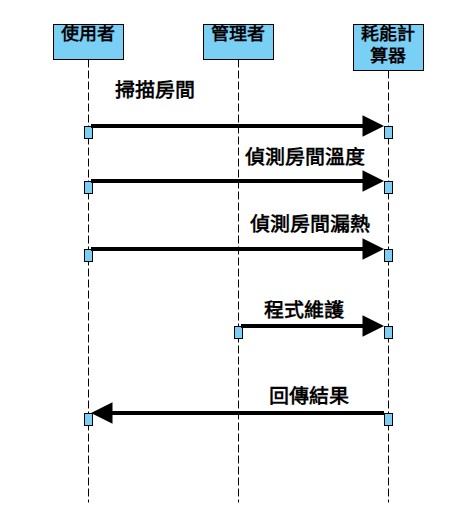 使用者
管理者
耗能計
算器
掃描房間
偵測房間溫度
偵測房間漏熱
程式維護
回傳結果